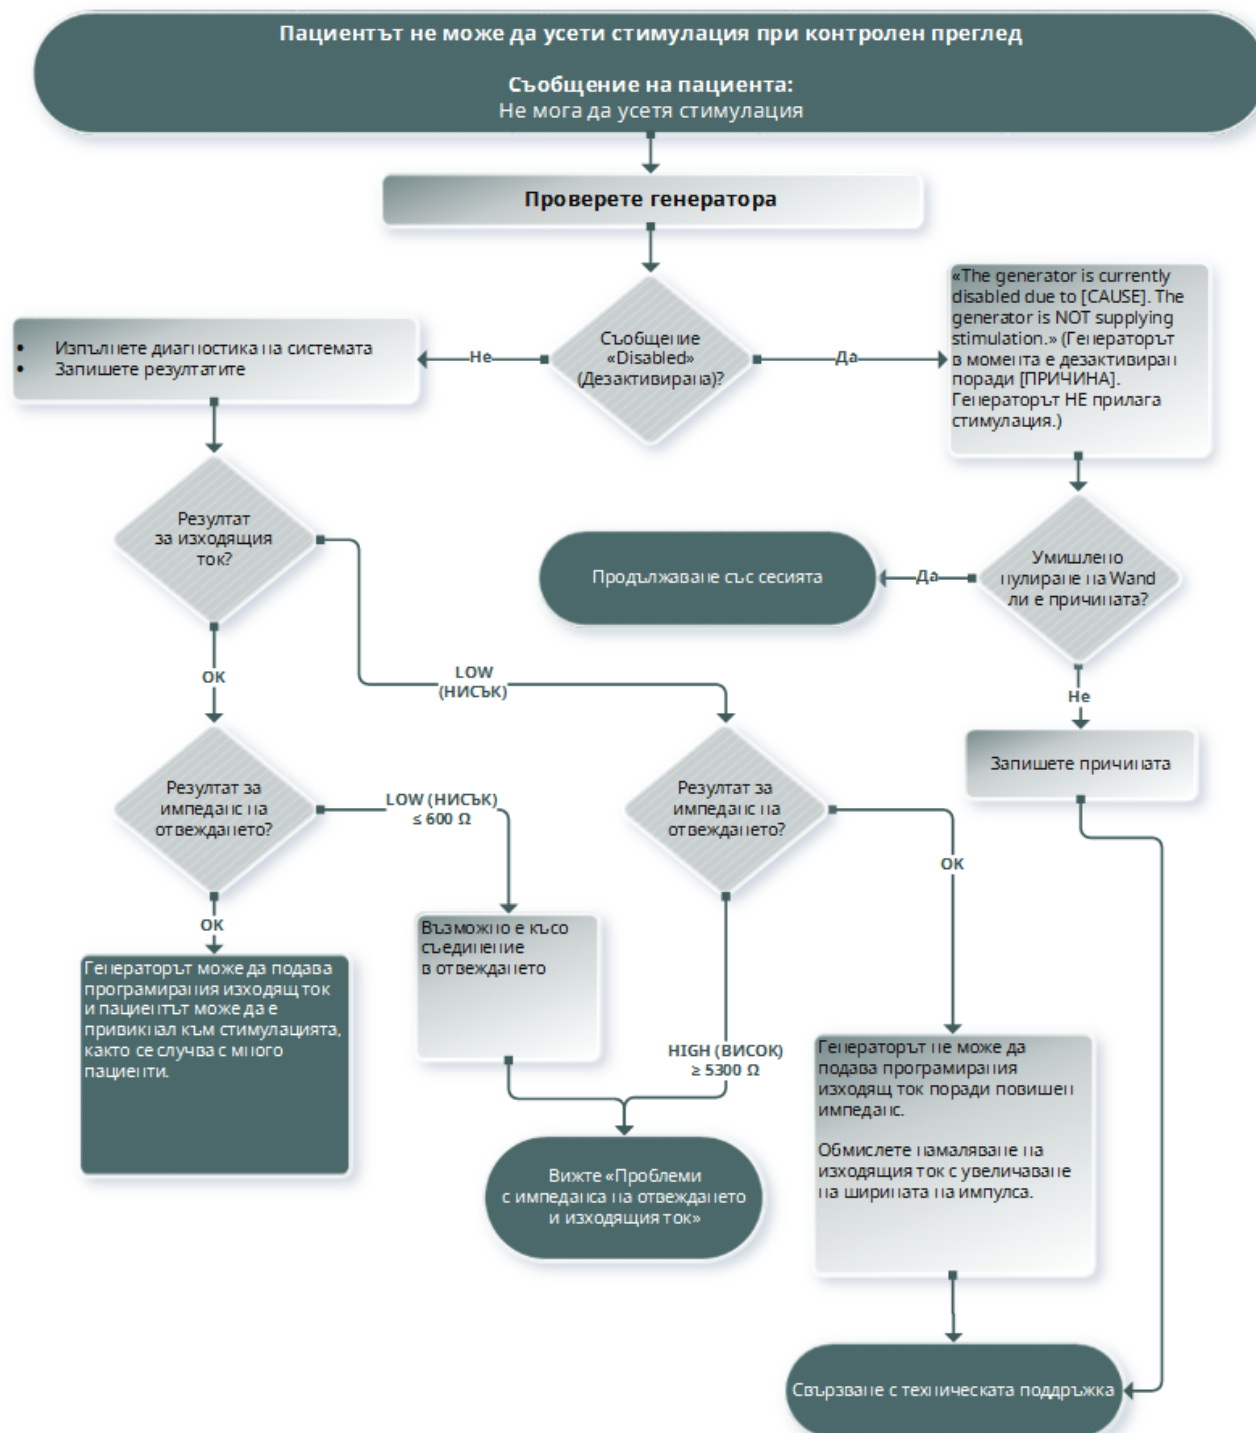 Пациентът не може да усети стимулация при контролен преглед
Съобщение на пациента:
Не мога да усетя стимулация
Проверете генератора
Съобщение
«Disabled»
(Дезактивирана)?
Не
Да
• Изпълнете диагностика на системата
• Запишете резултатите
«The generator is currently
disabled due to [CAUSE]. The
generator is NOT supplying
stimulation.» (Генераторът
в момента е дезактивиран
поради [ПРИЧИНА].
Генераторът НЕ прилага
стимулация.)
Резултат
за изходящия
ток?
Продължаване със сесията
Да
Умишлено
нулиране на Wand
ли е причината?
OK
LOW
(НИСЪК)
Не
Запишете причината
Резултат за
импеданс на
отвеждането?
LOW (НИСЪК)
≤ 600 Ω
Резултат за
импеданс на
отвеждането?
OK
OK
Възможно е късо
съединение
в отвеждането
Генераторът може да подава
програмирания изходящ ток
и пациентът може да е
привикнал към стимулацията,
както се случва с много
пациенти.
HIGH (ВИСОК)
≥ 5300 Ω
Генераторът не може да
подава програмирания
изходящ ток поради повишен
импеданс.
Обмислете намаляване на
изходящия ток с увеличаване
на ширината на импулса.
Вижте «Проблеми
с импеданса на отвеждането
и изходящия ток»
Свързване с техническата поддръжка